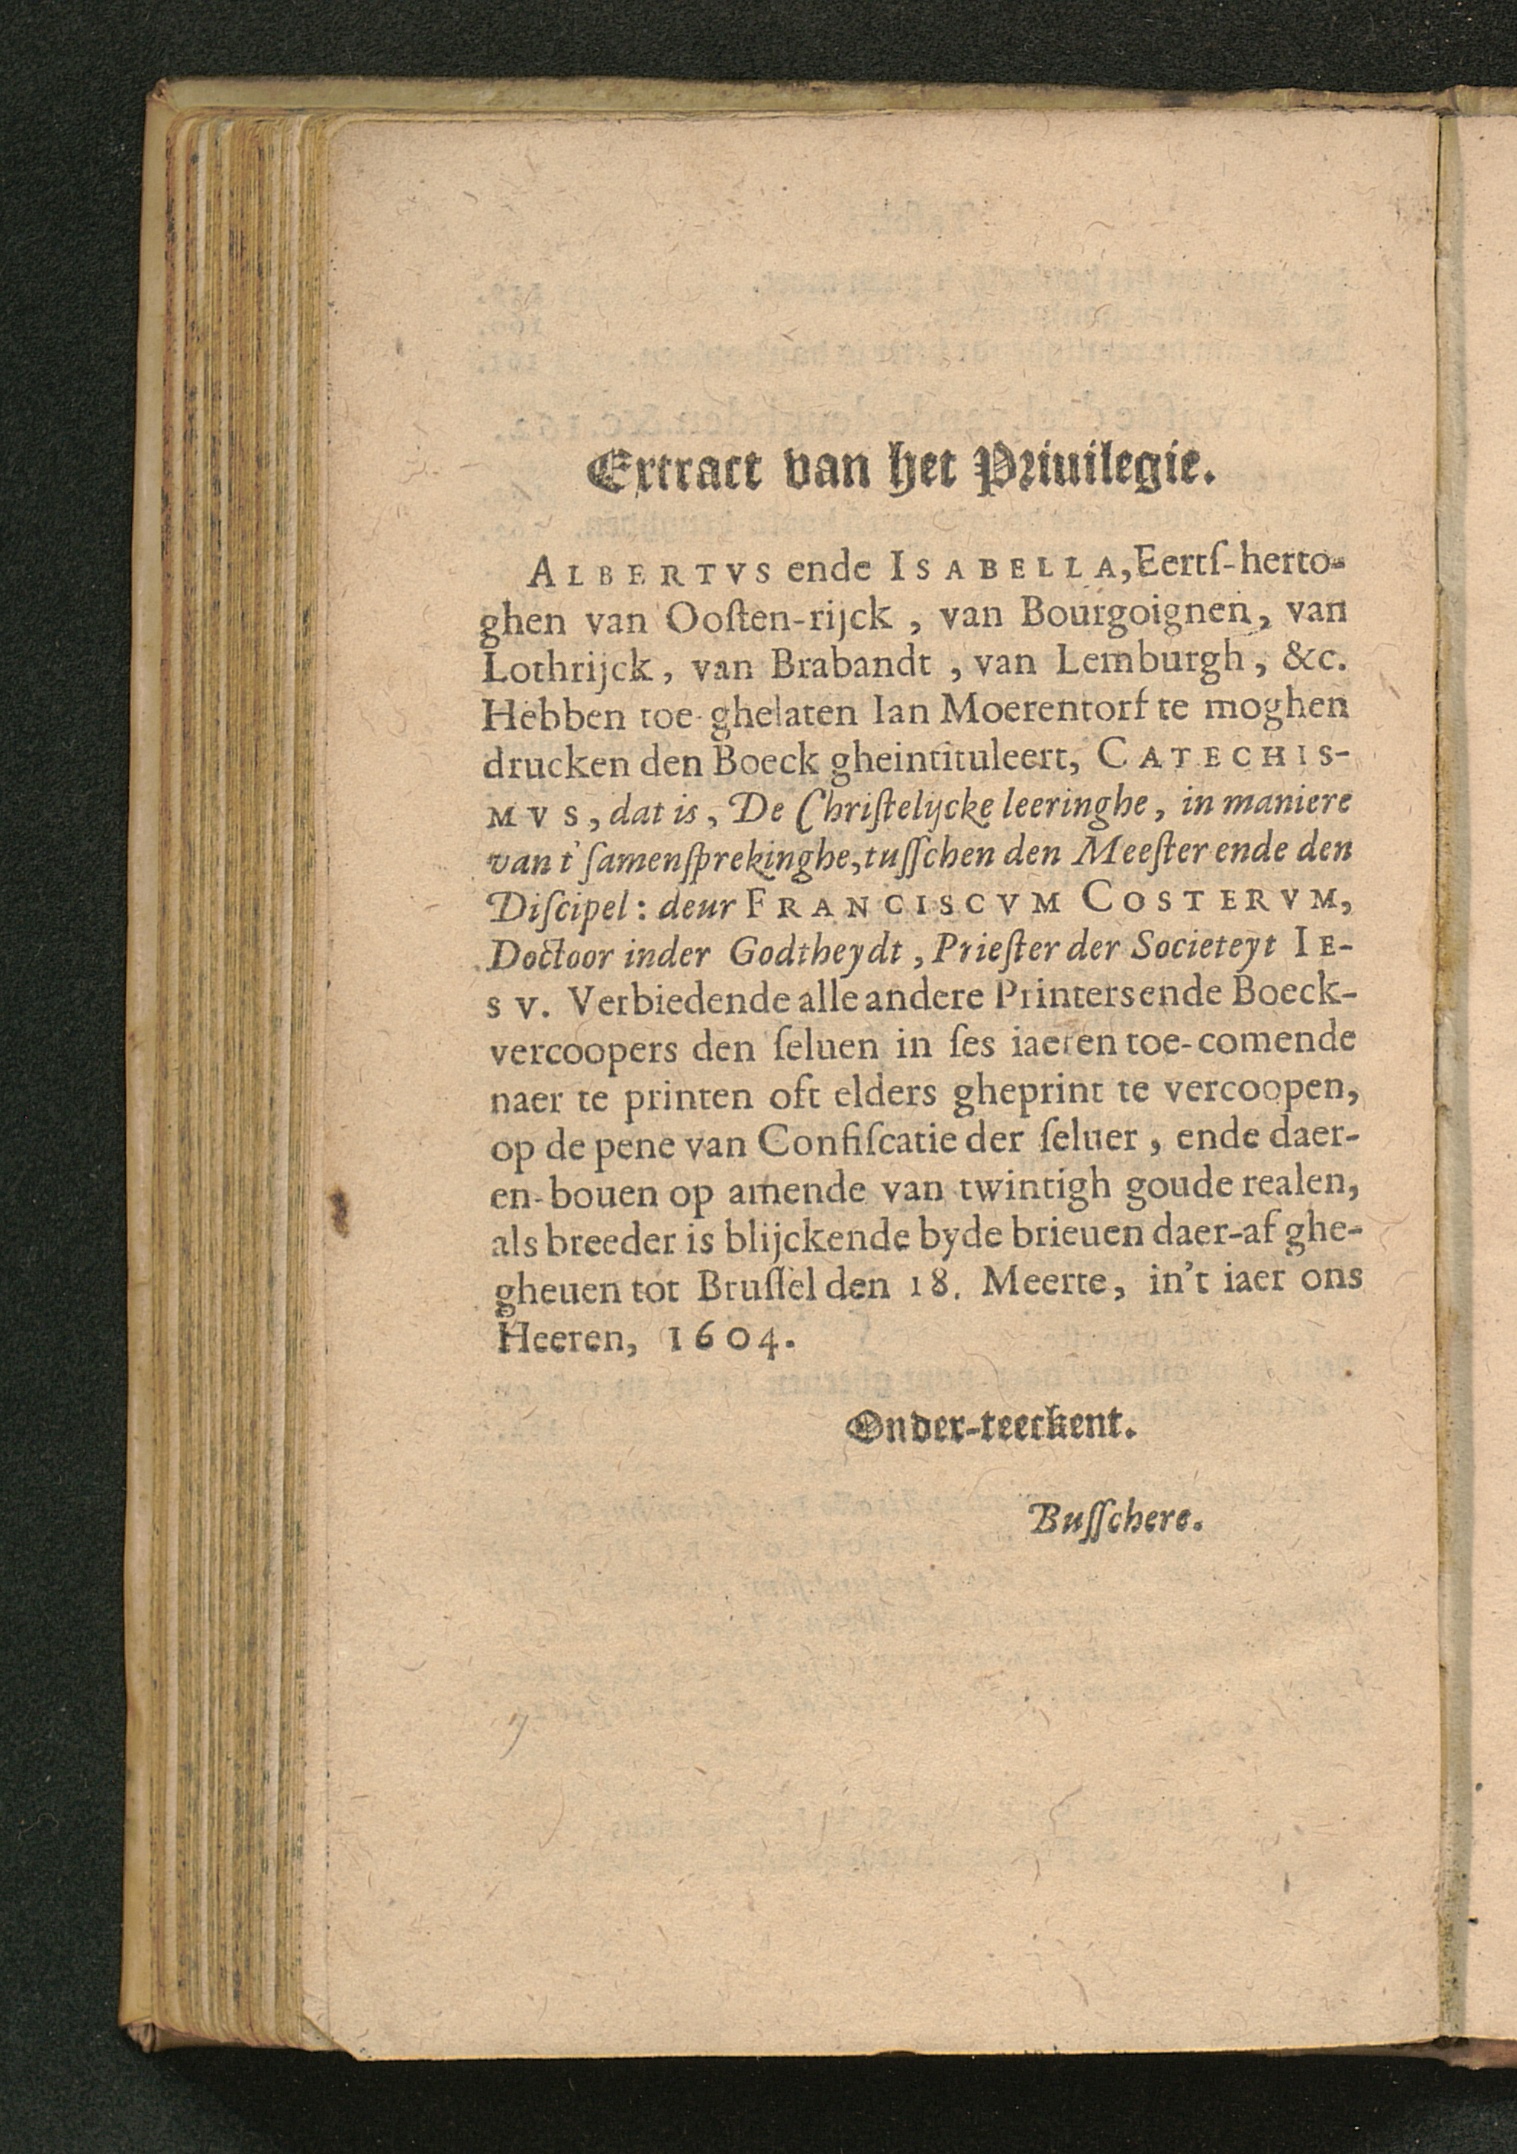 Extract van het Priuilegie.
ALBERTVS ende ISABELLA, Eertſ-herto-
ghen van Ooſten-rijck, van Bourgoignen, van
Lothrijck, van Brabandt, van Lemburgh, &c.
Hebben toe-ghelaten Ian Moerentorf te moghen
drucken den Boeck gheintituleert, CATECHIS-
MVS, dat is, De Chriſtelijcke leeringhe, in maniere
van t'ſamenſprekinghe, tuſſchen den Meeſter ende den
Diſcipel: deur FRANCISCVM COSTERVM,
Doctoor inder Godtheydt, Prieſter der Societeyt IE-
SV. Verbiedende alle andere Printers ende Boeck-
vercoopers den ſeluen in ſes iaeren toe-comende
naer te printen oft elders gheprint te vercoopen,
op de pene van Confiſcatie der ſeluer, ende daer-
en-bouen op amende van twintigh goude realen,
als breeder is blijckende byde brieuen daer-af ghe-
gheuen tot Bruſſel den 18. Meerte, in't iaer ons
Heeren, 1604.
Onder-teeckent.
Buſſchere.